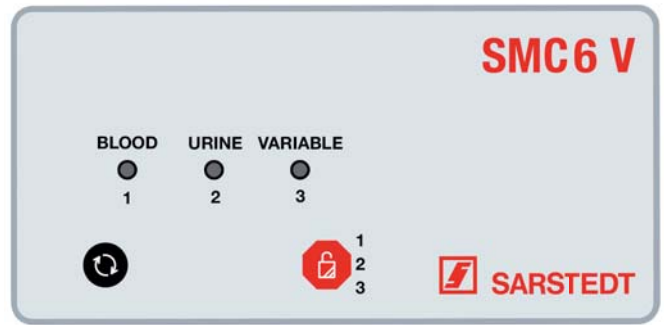 SMC6 V
BLOOD URINE VARIABLE
1 2 3
1
2
3
SARSTEDT